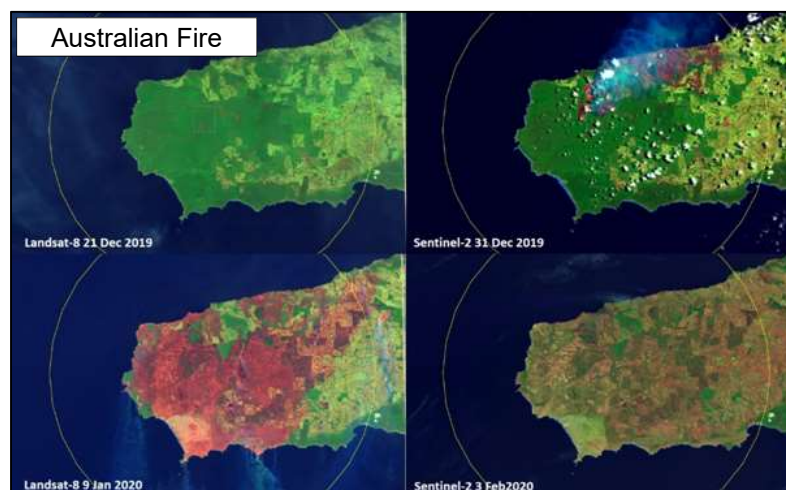 Australian Fire
Landsat-8 21 Dec 2019
Sentinel-2 31 Dec 2019
Landsat-8 9 Jan 2020
Sentinel-2 3 Feb2020